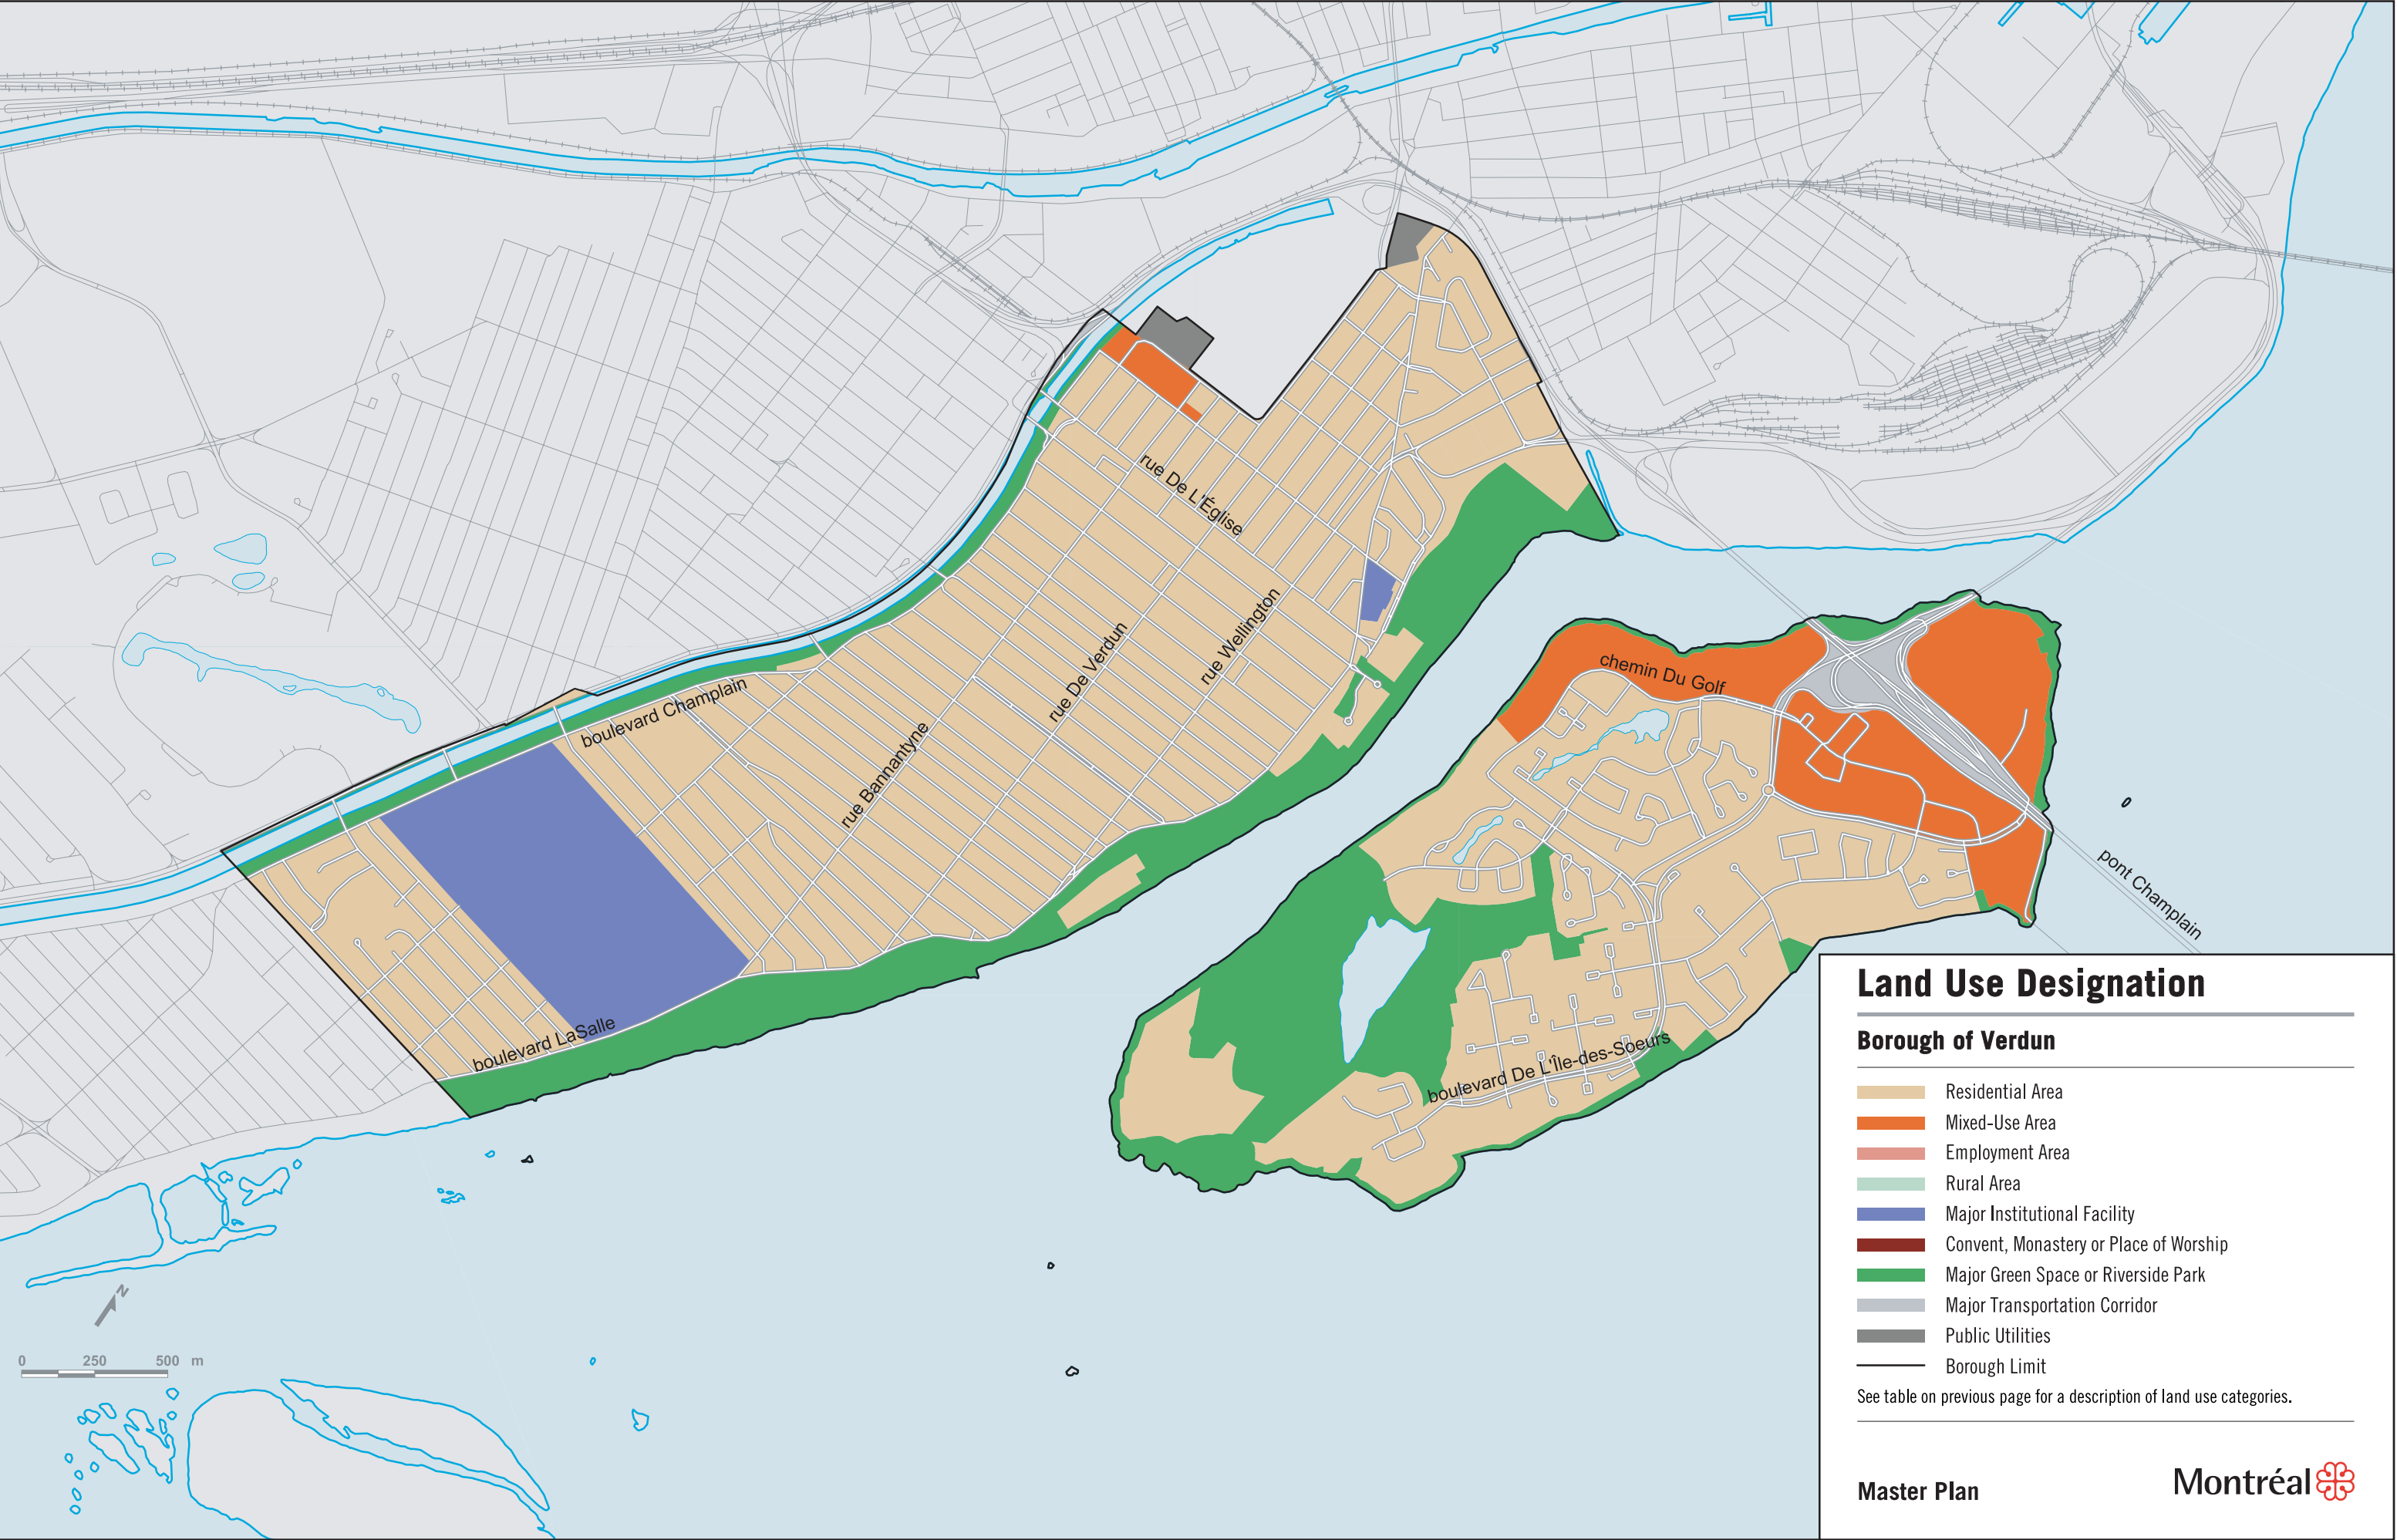 rue De L'Église
rue Wellington
rue De Verdun
rue Bannantyne
boulevard Champlain
boulevard LaSalle
chemin Du Golf
boulevard De L'Île-des-Soeurs
pont Champlain
N
0 250 500 m
Land Use Designation
Borough of Verdun
Residential Area
Mixed-Use Area
Employment Area
Rural Area
Major Institutional Facility
Convent, Monastery or Place of Worship
Major Green Space or Riverside Park
Major Transportation Corridor
Public Utilities
Borough Limit
See table on previous page for a description of land use categories.
Master Plan
Montréal